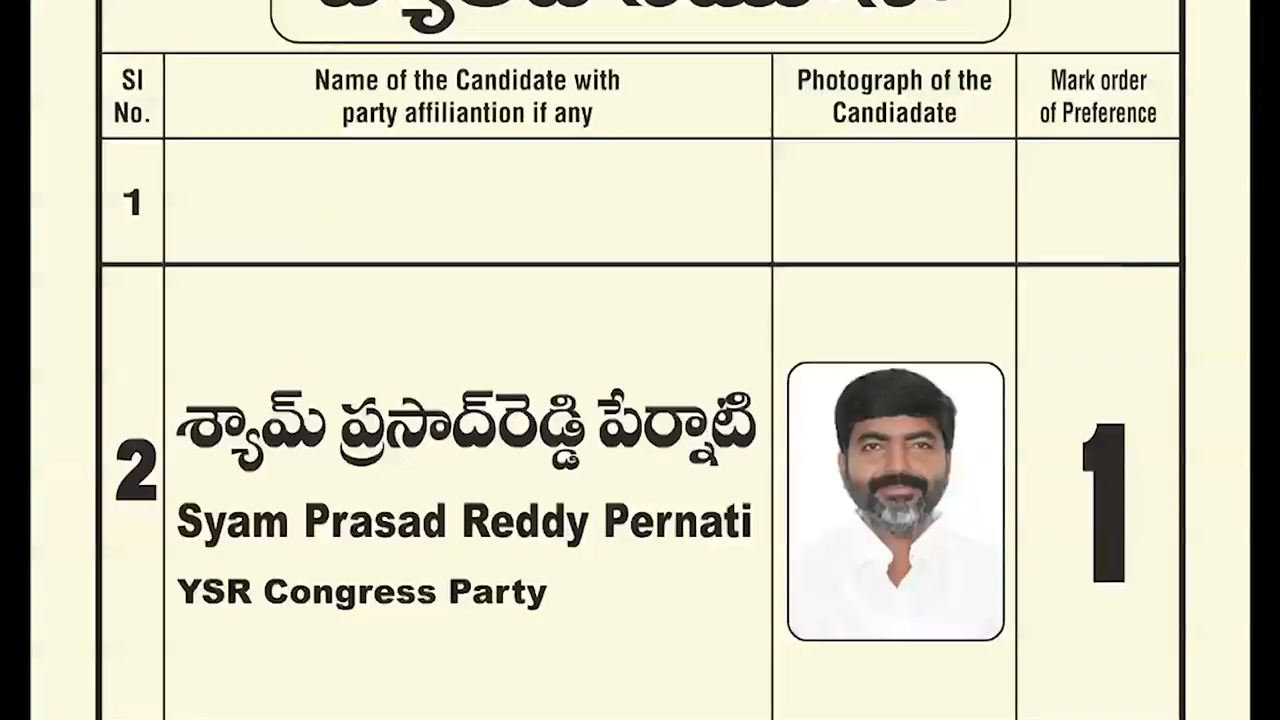 Sl
No.
Name of the Candidate with
party affiliantion if any
Photograph of the
Candiadate
Mark order
of Preference
1
2
శ్యామ్ ప్రసాద్‌రెడ్డి పేర్నాటి
Syam Prasad Reddy Pernati
YSR Congress Party
1